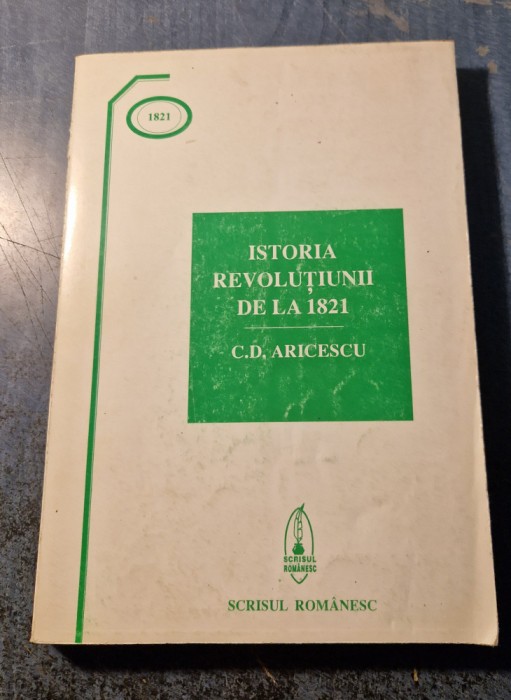 1821
ISTORIA
REVOLUȚIUNII
DE LA 1821
C.D. ARICESCU
SCRISUL
ROMÂNESC
SCRISUL ROMÂNESC